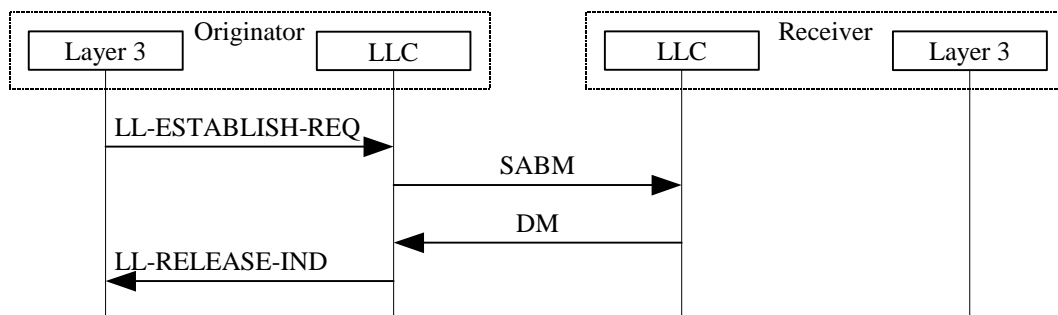 Originator
Receiver
Layer 3
LLC
LLC
Layer 3
LL-ESTABLISH-REQ
SABM
DM
LL-RELEASE-IND